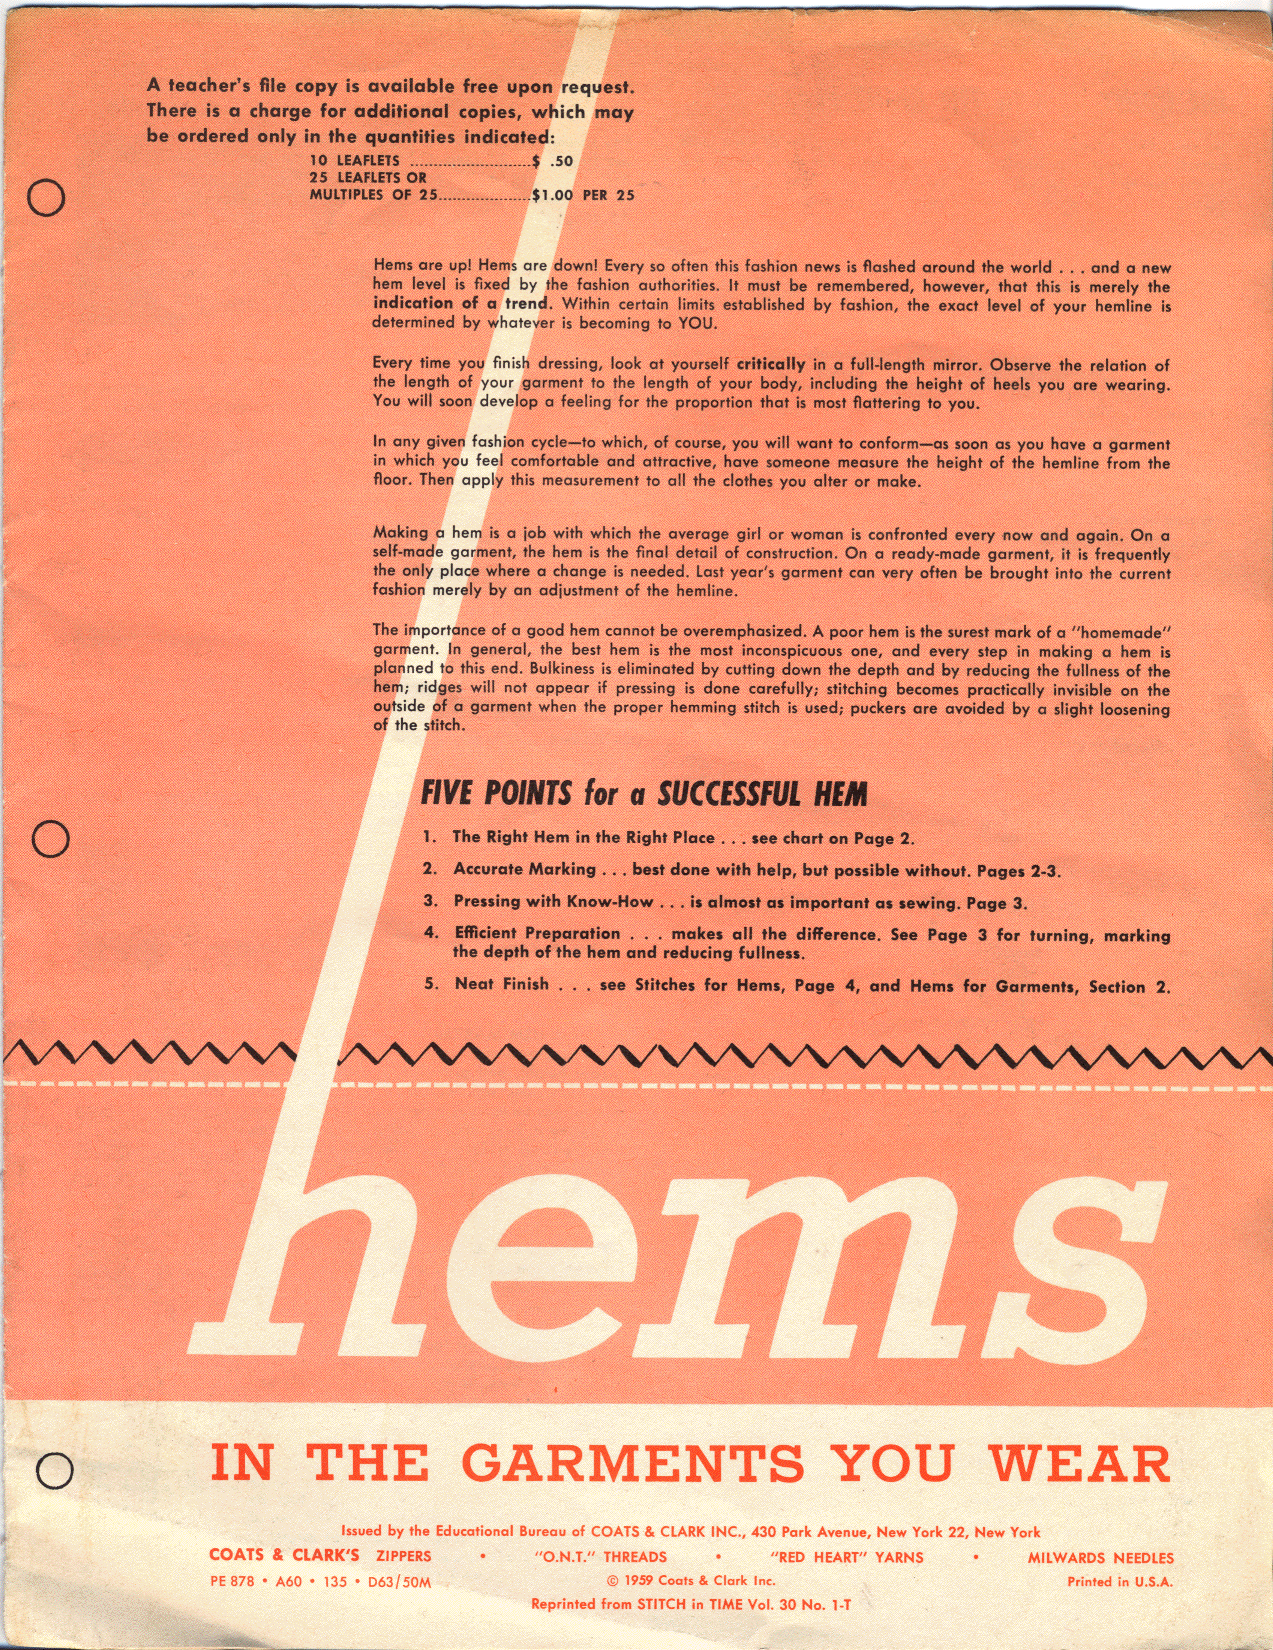 A teacher's file copy is available free upon request.
There is a charge for additional copies, which may
be ordered only in the quantities indicated:
10 LEAFLETS ..........................$ .50
25 LEAFLETS OR
MULTIPLES OF 25....................$1.00 PER 25
Hems are up! Hems are down! Every so often this fashion news is flashed around the world . . . and a new
hem level is fixed by the fashion authorities. It must be remembered, however, that this is merely the
indication of a trend. Within certain limits established by fashion, the exact level of your hemline is
determined by whatever is becoming to YOU.
Every time you finish dressing, look at yourself critically in a full-length mirror. Observe the relation of
the length of your garment to the length of your body, including the height of heels you are wearing.
You will soon develop a feeling for the proportion that is most flattering to you.
In any given fashion cycle—to which, of course, you will want to conform—as soon as you have a garment
in which you feel comfortable and attractive, have someone measure the height of the hemline from the
floor. Then apply this measurement to all the clothes you alter or make.
Making a hem is a job with which the average girl or woman is confronted every now and again. On a
self-made garment, the hem is the final detail of construction. On a ready-made garment, it is frequently
the only place where a change is needed. Last year's garment can very often be brought into the current
fashion merely by an adjustment of the hemline.
The importance of a good hem cannot be overemphasized. A poor hem is the surest mark of a "homemade"
garment. In general, the best hem is the most inconspicuous one, and every step in making a hem is
planned to this end. Bulkiness is eliminated by cutting down the depth and by reducing the fullness of the
hem; ridges will not appear if pressing is done carefully; stitching becomes practically invisible on the
outside of a garment when the proper hemming stitch is used; puckers are avoided by a slight loosening
of the stitch.
FIVE POINTS for a SUCCESSFUL HEM
1. The Right Hem in the Right Place . . . see chart on Page 2.
2. Accurate Marking . . . best done with help, but possible without. Pages 2-3.
3. Pressing with Know-How . . . is almost as important as sewing. Page 3.
4. Efficient Preparation . . . makes all the difference. See Page 3 for turning, marking
the depth of the hem and reducing fullness.
5. Neat Finish . . . see Stitches for Hems, Page 4, and Hems for Garments, Section 2.
hems
IN THE GARMENTS YOU WEAR
Issued by the Educational Bureau of COATS & CLARK INC., 430 Park Avenue, New York 22, New York
COATS & CLARK'S ZIPPERS • "O.N.T." THREADS • "RED HEART" YARNS • MILWARDS NEEDLES
PE 878 • A60 • 135 • D63/50M © 1959 Coats & Clark Inc. Printed in U.S.A.
Reprinted from STITCH in TIME Vol. 30 No. 1-T